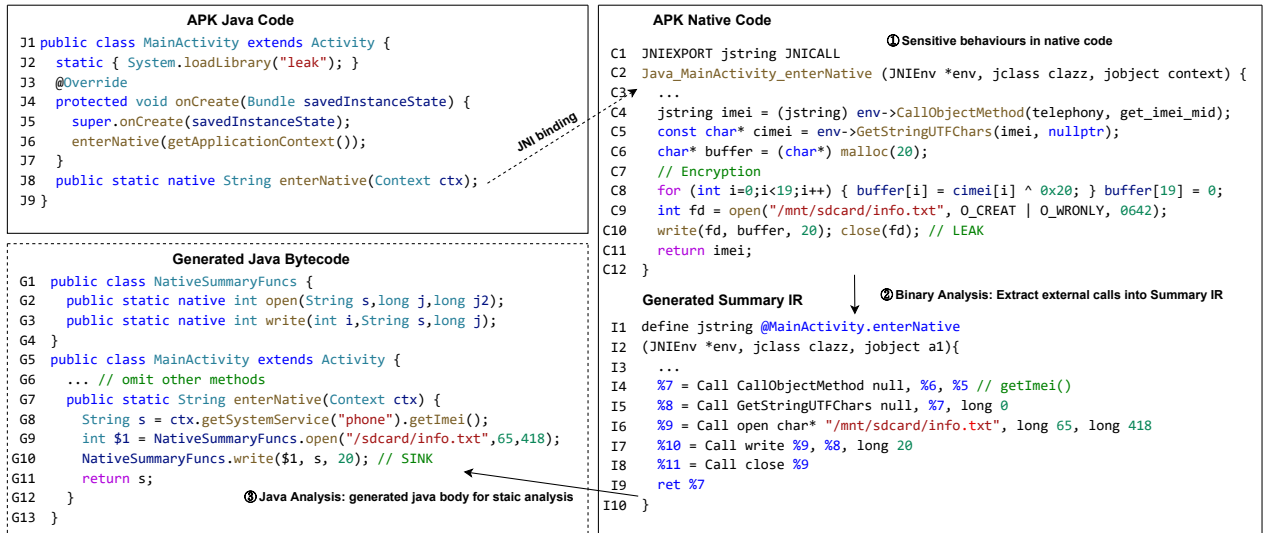 APK Java Code
J1 public class MainActivity extends Activity {
J2 static { System.loadLibrary("leak"); }
J3 @Override
J4 protected void onCreate(Bundle savedInstanceState) {
J5 super.onCreate(savedInstanceState);
J6 enterNative(getApplicationContext());
J7 }
J8 public static native String enterNative(Context ctx);
J9 }
JNI binding
APK Native Code
① Sensitive behaviours in native code
C1 JNIEXPORT jstring JNICALL
C2 Java_MainActivity_enterNative (JNIEnv *env, jclass clazz, jobject context) {
C3 ...
C4 jstring imei = (jstring) env->CallObjectMethod(telephony, get_imei_mid);
C5 const char* cimei = env->GetStringUTFChars(imei, nullptr);
C6 char* buffer = (char*) malloc(20);
C7 // Encryption
C8 for (int i=0;i<19;i++) { buffer[i] = cimei[i] ^ 0x20; } buffer[19] = 0;
C9 int fd = open("/mnt/sdcard/info.txt", O_CREAT | O_WRONLY, 0642);
C10 write(fd, buffer, 20); close(fd); // LEAK
C11 return imei;
C12 }
② Binary Analysis: Extract external calls into Summary IR
Generated Summary IR
I1 define jstring @MainActivity.enterNative
I2 (JNIEnv *env, jclass clazz, jobject a1){
I3 ...
I4 %7 = Call CallObjectMethod null, %6, %5 // getImei()
I5 %8 = Call GetStringUTFChars null, %7, long 0
I6 %9 = Call open char* "/mnt/sdcard/info.txt", long 65, long 418
I7 %10 = Call write %9, %8, long 20
I8 %11 = Call close %9
I9 ret %7
I10 }
Generated Java Bytecode
G1 public class NativeSummaryFuncs {
G2 public static native int open(String s,long j,long j2);
G3 public static native int write(int i,String s,long j);
G4 }
G5 public class MainActivity extends Activity {
G6 ... // omit other methods
G7 public static String enterNative(Context ctx) {
G8 String s = ctx.getSystemService("phone").getImei();
G9 int $1 = NativeSummaryFuncs.open("/sdcard/info.txt",65,418);
G10 NativeSummaryFuncs.write($1, s, 20); // SINK
G11 return s;
G12 }
G13 }
③ Java Analysis: generated java body for staic analysis